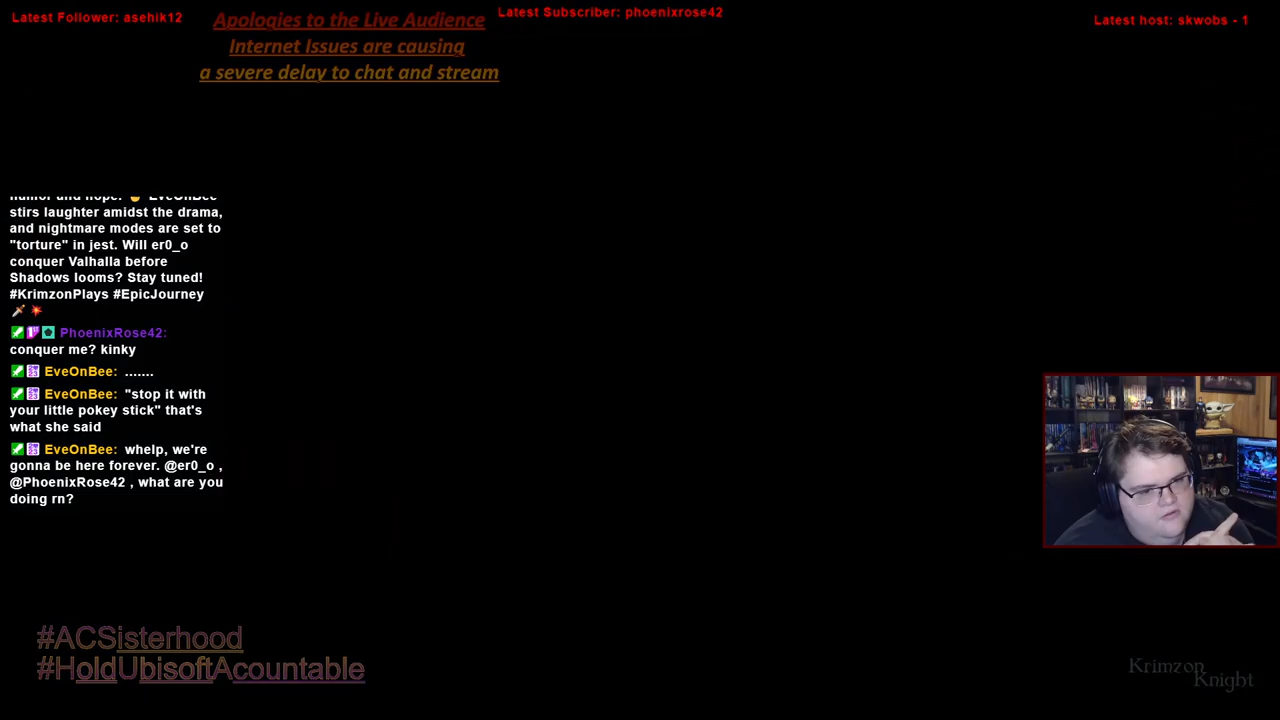 Latest Follower: asehik12
Apologies to the Live Audience
Internet Issues are causing
a severe delay to chat and stream
Latest Subscriber: phoenixrose42
Latest host: skwobs - 1
humor and hope. EveOnBee
stirs laughter amidst the drama,
and nightmare modes are set to
"torture" in jest. Will er0_o
conquer Valhalla before
Shadows looms? Stay tuned!
#KrimzonPlays #EpicJourney
PhoenixRose42:
conquer me? kinky
EveOnBee: .......
EveOnBee: "stop it with
your little pokey stick" that's
what she said
EveOnBee: whelp, we're
gonna be here forever. @er0_o ,
@PhoenixRose42 , what are you
doing rn?
#ACSisterhood
#HoldUbisoftAcountable
Krimzon
Knight